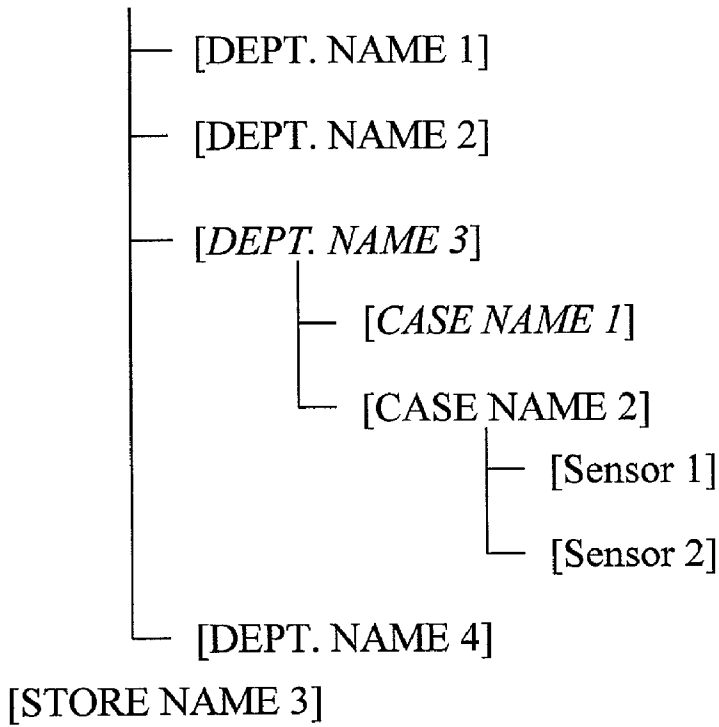 [DEPT. NAME 1]
[DEPT. NAME 2]
[DEPT. NAME 3]
[CASE NAME 1]
[CASE NAME 2]
[Sensor 1]
[Sensor 2]
[DEPT. NAME 4]
[STORE NAME 3]